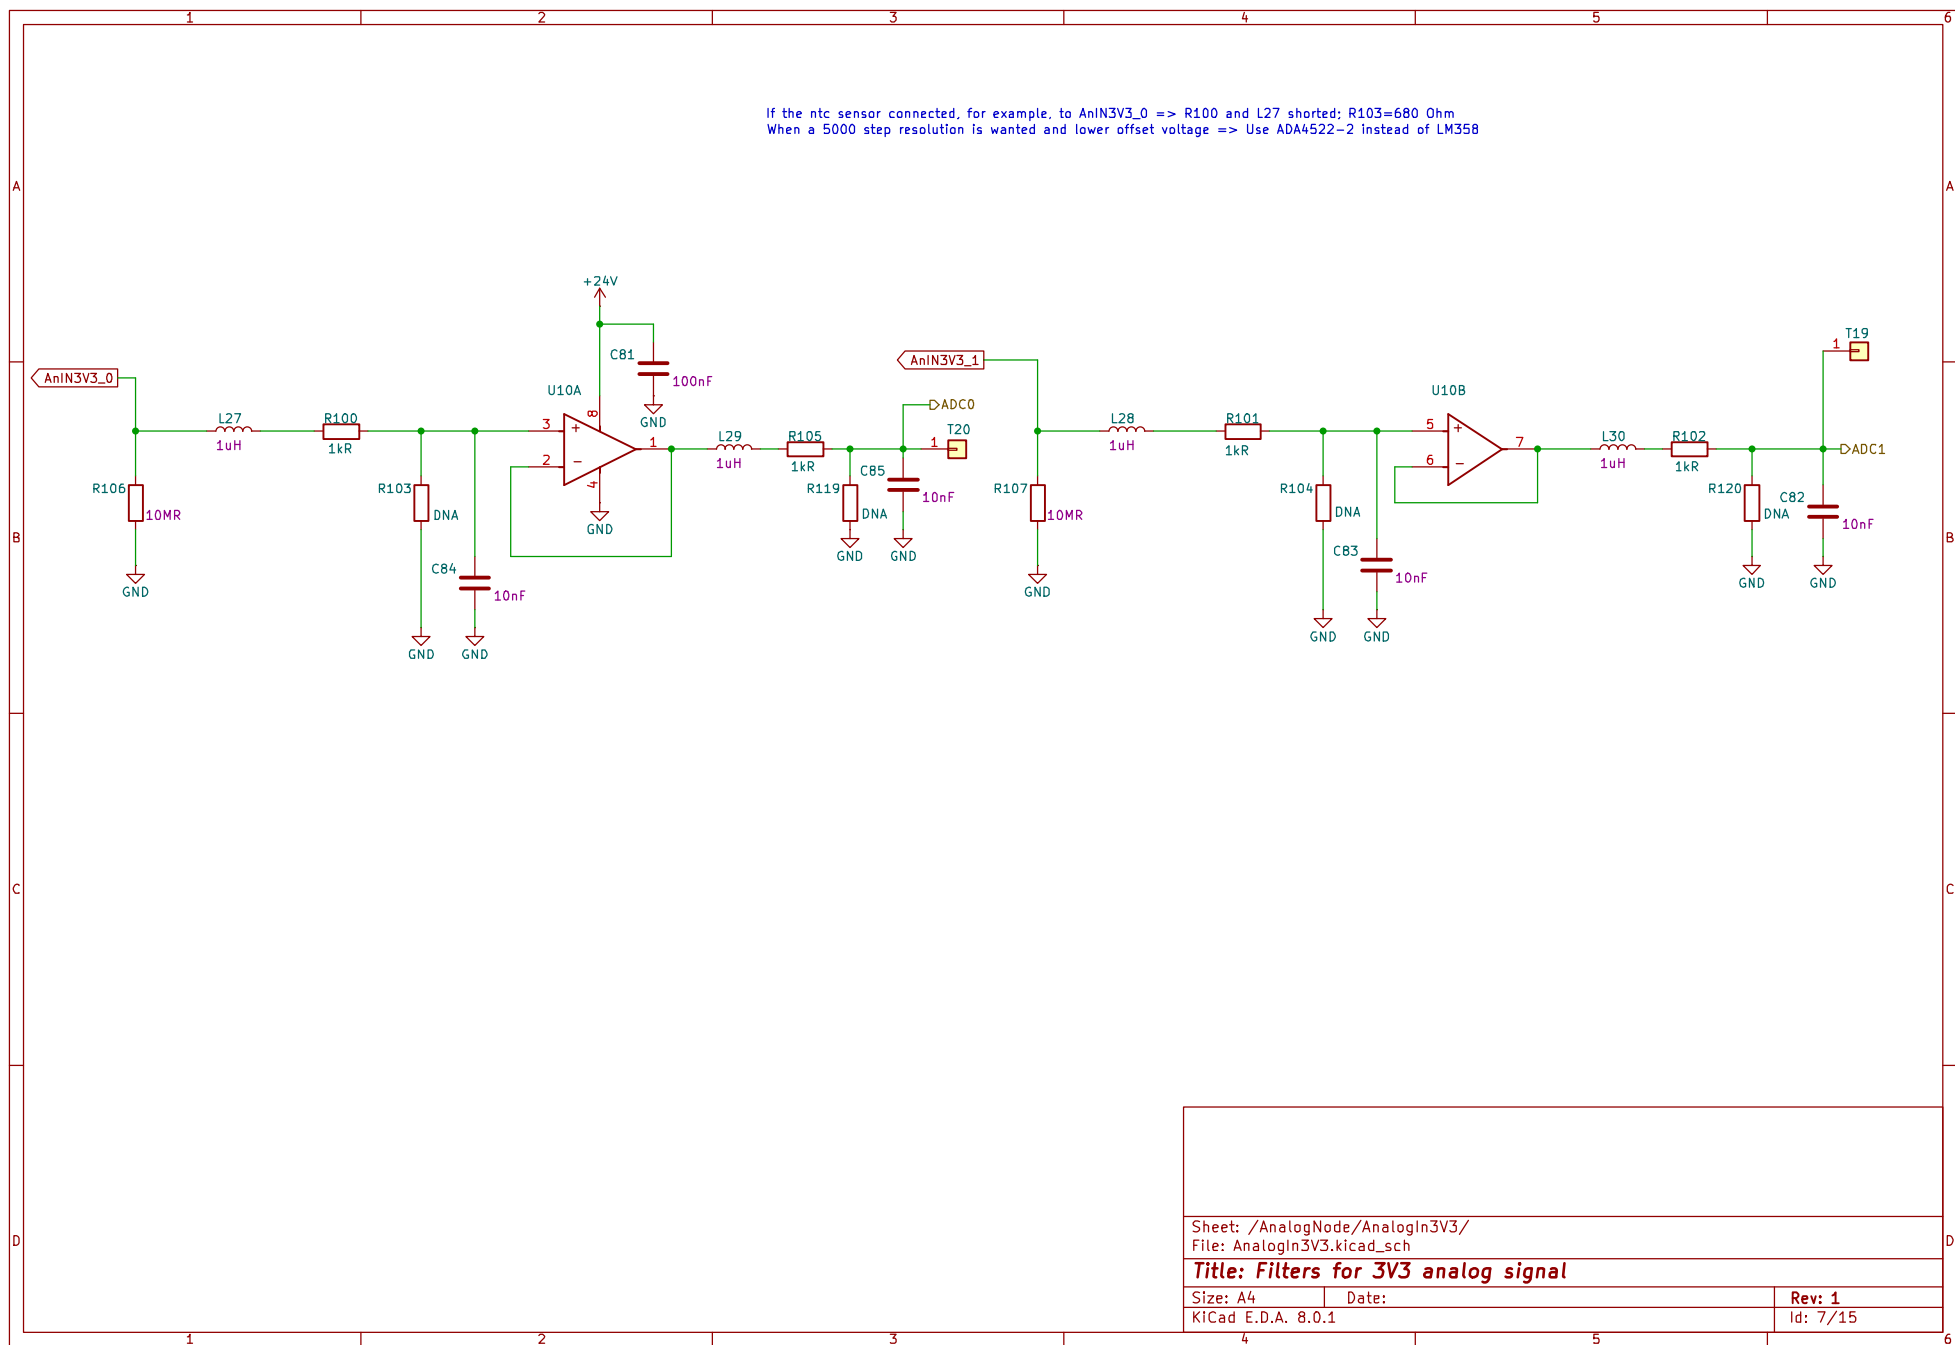 1 2 3 4 5 6
If the ntc sensor connected, for example, to AnIN3V3_0 => R100 and L27 shorted; R103=680 Ohm
When a 5000 step resolution is wanted and lower offset voltage => Use ADA4522-2 instead of LM358
A A
+24V
C81
100nF
GND
AnIN3V3_0
L27
1uH
R100
1kR
R106
10MR
GND
R103
DNA
GND
C84
10nF
GND
U10A
3
+
2
-
8
4
1
GND
L29
1uH
R105
1kR
R119
DNA
GND
C85
10nF
GND
ADC0
T20
1
AnIN3V3_1
L28
1uH
R101
1kR
R107
10MR
GND
R104
DNA
GND
C83
10nF
GND
U10B
5
+
6
-
7
L30
1uH
R102
1kR
R120
DNA
GND
C82
10nF
GND
T19
1
ADC1
B B
C C
D D
Sheet: /AnalogNode/AnalogIn3V3/
File: AnalogIn3V3.kicad_sch
Title: Filters for 3V3 analog signal
Size: A4 Date: Rev: 1
KiCad E.D.A. 8.0.1 Id: 7/15
1 2 3 4 5 6